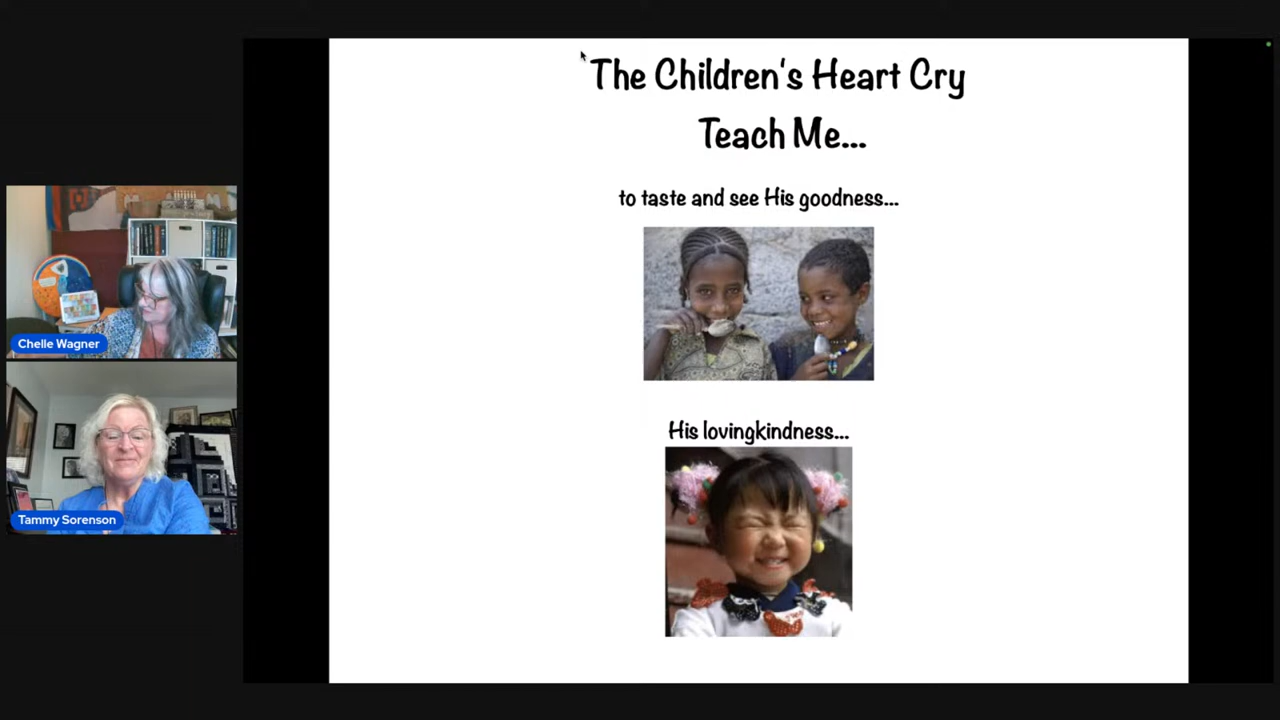 The Children's Heart Cry
Teach Me...
to taste and see His goodness...
His lovingkindness...
Chelle Wagner
Tammy Sorenson